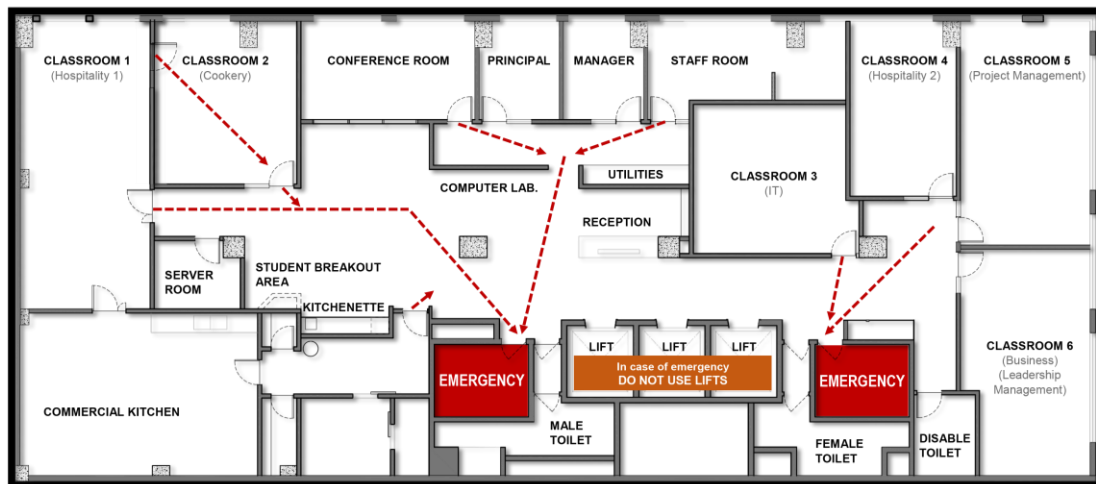 CLASSROOM 1
(Hospitality 1)
CLASSROOM 2
(Cookery)
CONFERENCE ROOM
PRINCIPAL
MANAGER
STAFF ROOM
CLASSROOM 4
(Hospitality 2)
CLASSROOM 5
(Project Management)
CLASSROOM 3
(IT)
UTILITIES
COMPUTER LAB.
RECEPTION
SERVER
ROOM
STUDENT BREAKOUT
AREA
KITCHENETTE
LIFT
LIFT
LIFT
In case of emergency
DO NOT USE LIFTS
EMERGENCY
EMERGENCY
CLASSROOM 6
(Business)
(Leadership
Management)
COMMERCIAL KITCHEN
MALE
TOILET
FEMALE
TOILET
DISABLE
TOILET